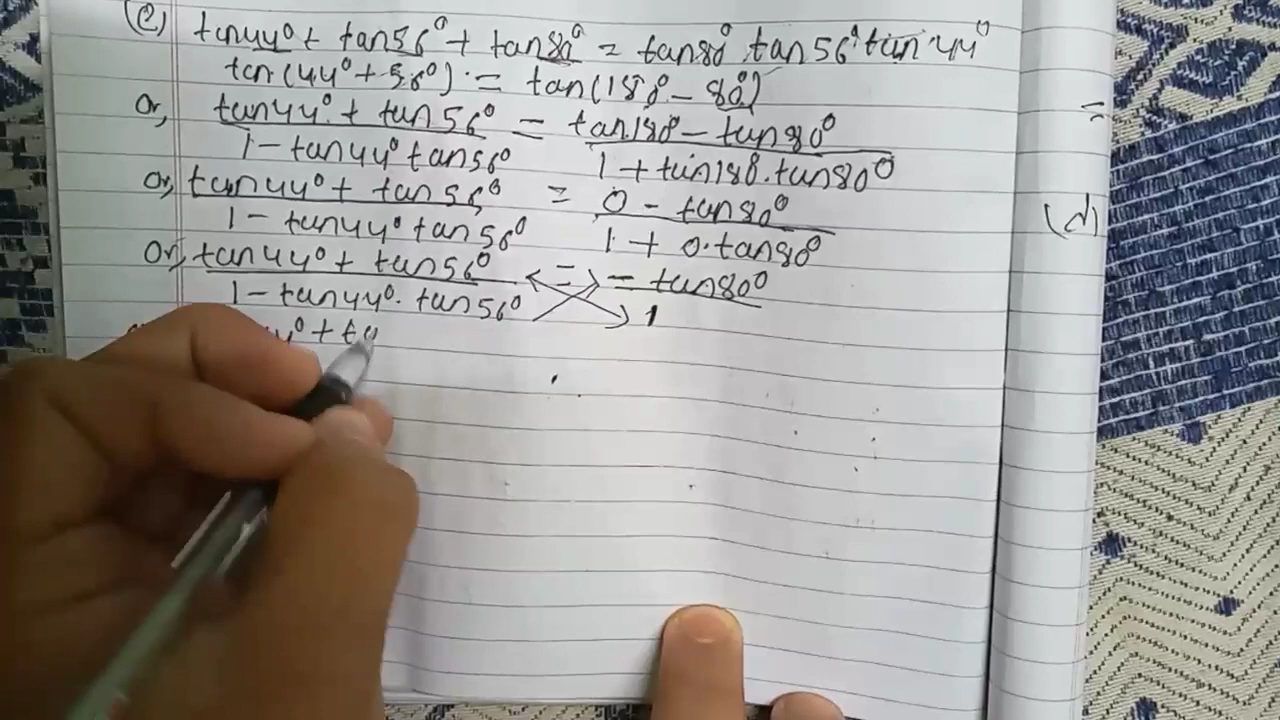 (e) tan44° + tan56° + tan80° = tan80° tan56° tan44°
tan(44° + 56°) = tan(180° - 80°)
Or, tan44° + tan56° = tan180° - tan80°
1 - tan44° tan56° 1 + tan180°.tan80°
Or, tan44° + tan56° = 0 - tan80°
1 - tan44° tan56° 1 + 0.tan80°
Or, tan44° + tan56° = - tan80°
1 - tan44°. tan56° 1
4° + ta
=
(d)